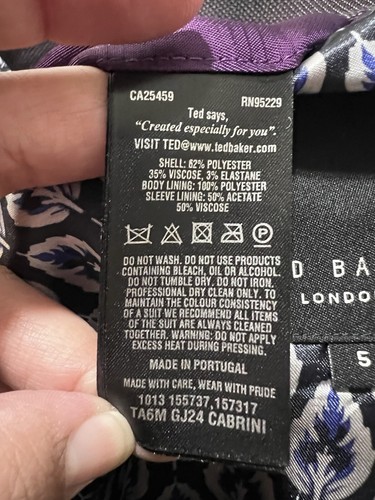 CA25459 RN95229
Ted says,
“Created especially for you”.
VISIT TED@www.tedbaker.com
SHELL: 62% POLYESTER
35% VISCOSE, 3% ELASTANE
BODY LINING: 100% POLYESTER
SLEEVE LINING: 50% ACETATE
50% VISCOSE
P
DO NOT WASH. DO NOT USE PRODUCTS
CONTAINING BLEACH, OIL OR ALCOHOL.
DO NOT TUMBLE DRY. DO NOT IRON.
PROFESSIONAL DRY CLEAN ONLY. TO
MAINTAIN THE COLOUR CONSISTENCY
OF A SUIT WE RECOMMEND ALL ITEMS
OF THE SUIT ARE ALWAYS CLEANED
TOGETHER. WARNING: DO NOT APPLY
EXCESS HEAT DURING PRESSING.
MADE IN PORTUGAL
MADE WITH CARE, WEAR WITH PRIDE
1013 155737,157317
TA6M GJ24 CABRINI
D BA
LONDO
5